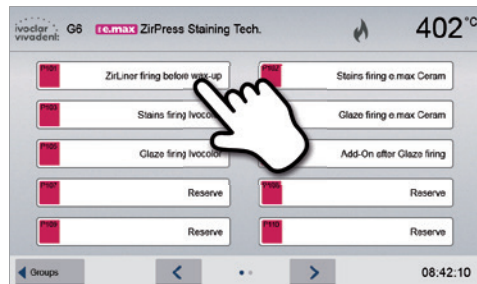 ivoclar vivadent: G6 IPS e.max ZirPress Staining Tech. 402°C
P101 ZirLiner firing before wax-up P102 Stains firing e.max Ceram
P103 Stains firing Ivocolor Glaze firing e.max Ceram
P105 Glaze firing Ivocolor Add-On after Glaze firing
P107 Reserve Reserve
P109 Reserve P110 Reserve
Groups 08:42:10